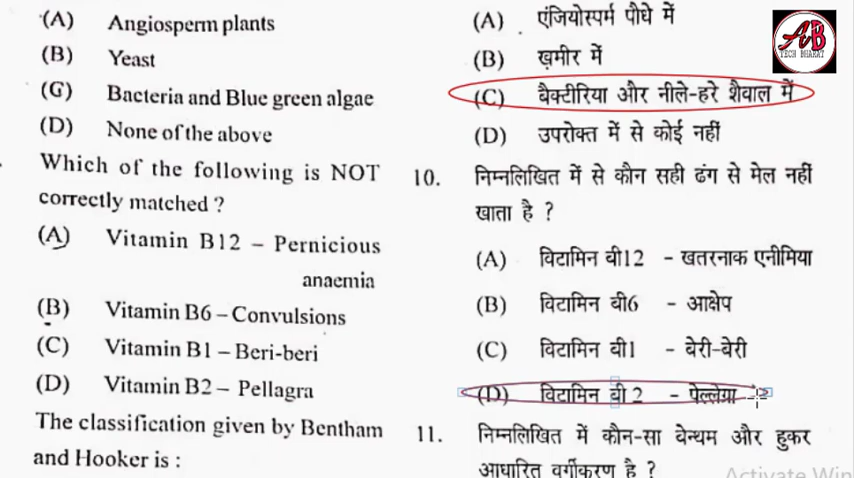 (A) Angiosperm plants
(B) Yeast
(C) Bacteria and Blue green algae
(D) None of the above
Which of the following is NOT
correctly matched ?
(A) Vitamin B12 – Pernicious
anaemia
(B) Vitamin B6 – Convulsions
(C) Vitamin B1 – Beri-beri
(D) Vitamin B2 – Pellagra
The classification given by Bentham
and Hooker is :
(A) एंजियोस्पर्म पौधे में
(B) ख़मीर में
(C) बैक्टीरिया और नीले-हरे शैवाल में
(D) उपरोक्त में से कोई नहीं
10. निम्नलिखित में से कौन सही ढंग से मेल नहीं
खाता है ?
(A) विटामिन बी12 - खतरनाक एनीमिया
(B) विटामिन बी6 - आक्षेप
(C) विटामिन बी1 - बेरी-बेरी
(D) विटामिन बी2 - पेल्लेग्रा
11. निम्नलिखित में कौन-सा बेन्थम और हुकर
आधारित वर्गीकरण है ?
AB
TECH BHARAT
Activate Win